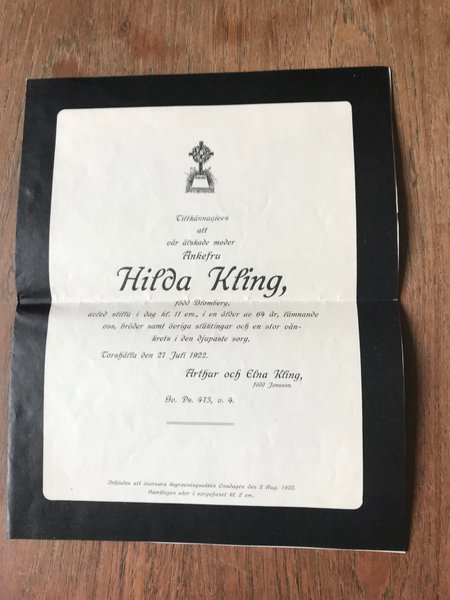 Tillkännagives
att
vår älskade moder
Änkefru
Hilda Kling,
född Blomberg,
avled stilla i dag kl. 11 em., i en ålder av 64 år, lämnande
oss, bröder samt övriga släktingar och en stor vän-
krets i den djupaste sorg.
Torshälla den 27 Juli 1922.
Arthur och Elna Kling,
född Jonsson.
Sv. Ps. 473, v. 4.
Inbjudes att övervara begravningsakten Onsdagen den 2 Aug. 1922.
Samlingen sker i sorgehuset kl. 2 em.